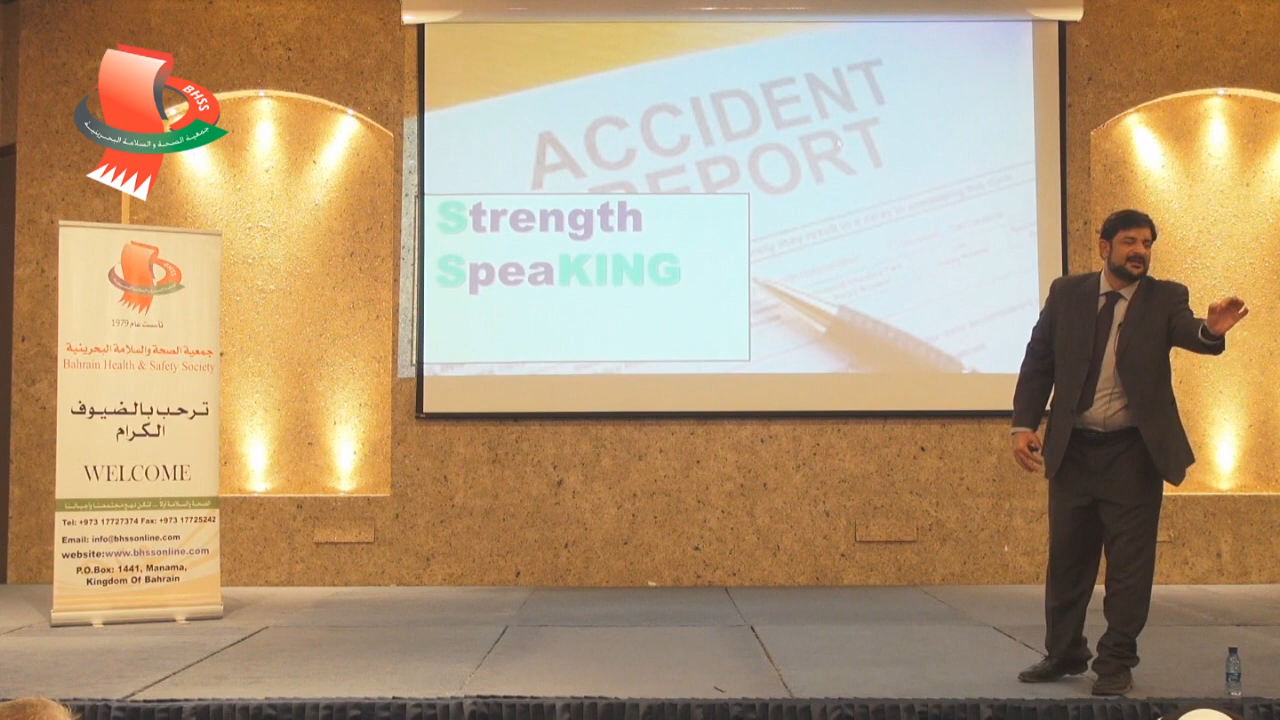 BHSS
جمعية الصحة والسلامة البحرينية
ACCIDENT
REPORT
Strength
SpeaKING
BHSS
تأسست عام 1979
جمعية الصحة والسلامة البحرينية
Bahrain Health & Safety Society
ترحب بالضيوف
الكرام
WELCOME
Tel: +973 17727374 Fax: +973 17725242
Email: info@bhssonline.com
website:www.bhssonline.com
P.O.Box: 1441, Manama,
Kingdom Of Bahrain